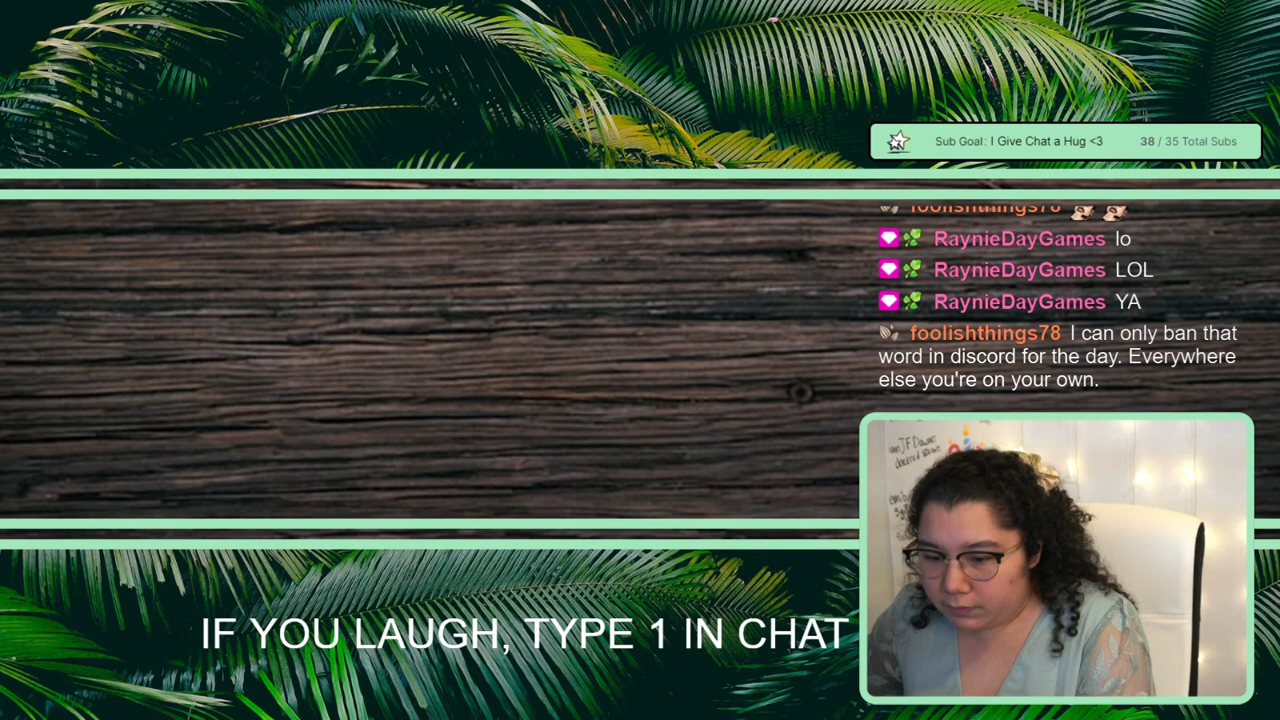 Sub Goal: I Give Chat a Hug <3 38 / 35 Total Subs
foolishthings78
RaynieDayGames lo
RaynieDayGames LOL
RaynieDayGames YA
foolishthings78 I can only ban that
word in discord for the day. Everywhere
else you're on your own.
IF YOU LAUGH, TYPE 1 IN CHAT